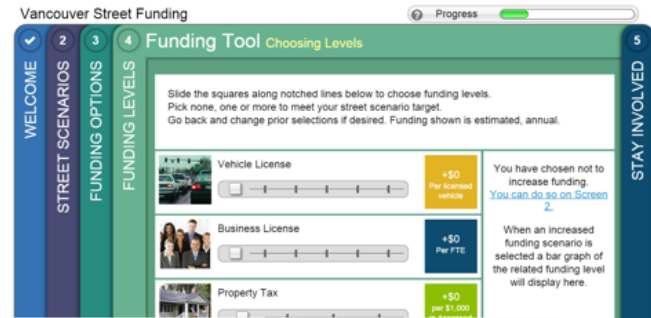 Vancouver Street Funding
Progress
WELCOME
2
STREET SCENARIOS
3
FUNDING OPTIONS
4
FUNDING LEVELS
Funding Tool Choosing Levels
5
STAY INVOLVED
Slide the squares along notched lines below to choose funding levels.
Pick none, one or more to meet your street scenario target.
Go back and change prior selections if desired. Funding shown is estimated, annual.
Vehicle License
+$0
Per licensed
vehicle
Business License
+$0
Per FTE
Property Tax
+$0
per $1,000
You have chosen not to
increase funding.
You can do so on Screen
2.
When an increased
funding scenario is
selected a bar graph of
the related funding level
will display here.